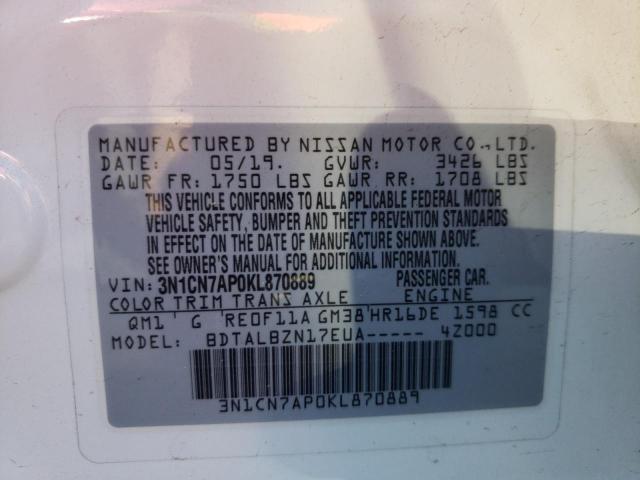 MANUFACTURED BY NISSAN MOTOR CO., LTD.
DATE: 05/19. GVWR: 3426 LBS
GAWR FR: 1750 LBS GAWR RR: 1708 LBS
THIS VEHICLE CONFORMS TO ALL APPLICABLE FEDERAL MOTOR
VEHICLE SAFETY, BUMPER AND THEFT PREVENTION STANDARDS
IN EFFECT ON THE DATE OF MANUFACTURE SHOWN ABOVE.
SEE OWNER'S MANUAL FOR ADDITIONAL INFORMATION.
VIN: 3N1CN7AP0KL870889 PASSENGER CAR.
COLOR TRIM TRANS AXLE ENGINE
QM1 G RE0F11A GM38 HR16DE 1598 CC
MODEL: BDTALBZN17EUA----- 4Z000
3N1CN7AP0KL870889